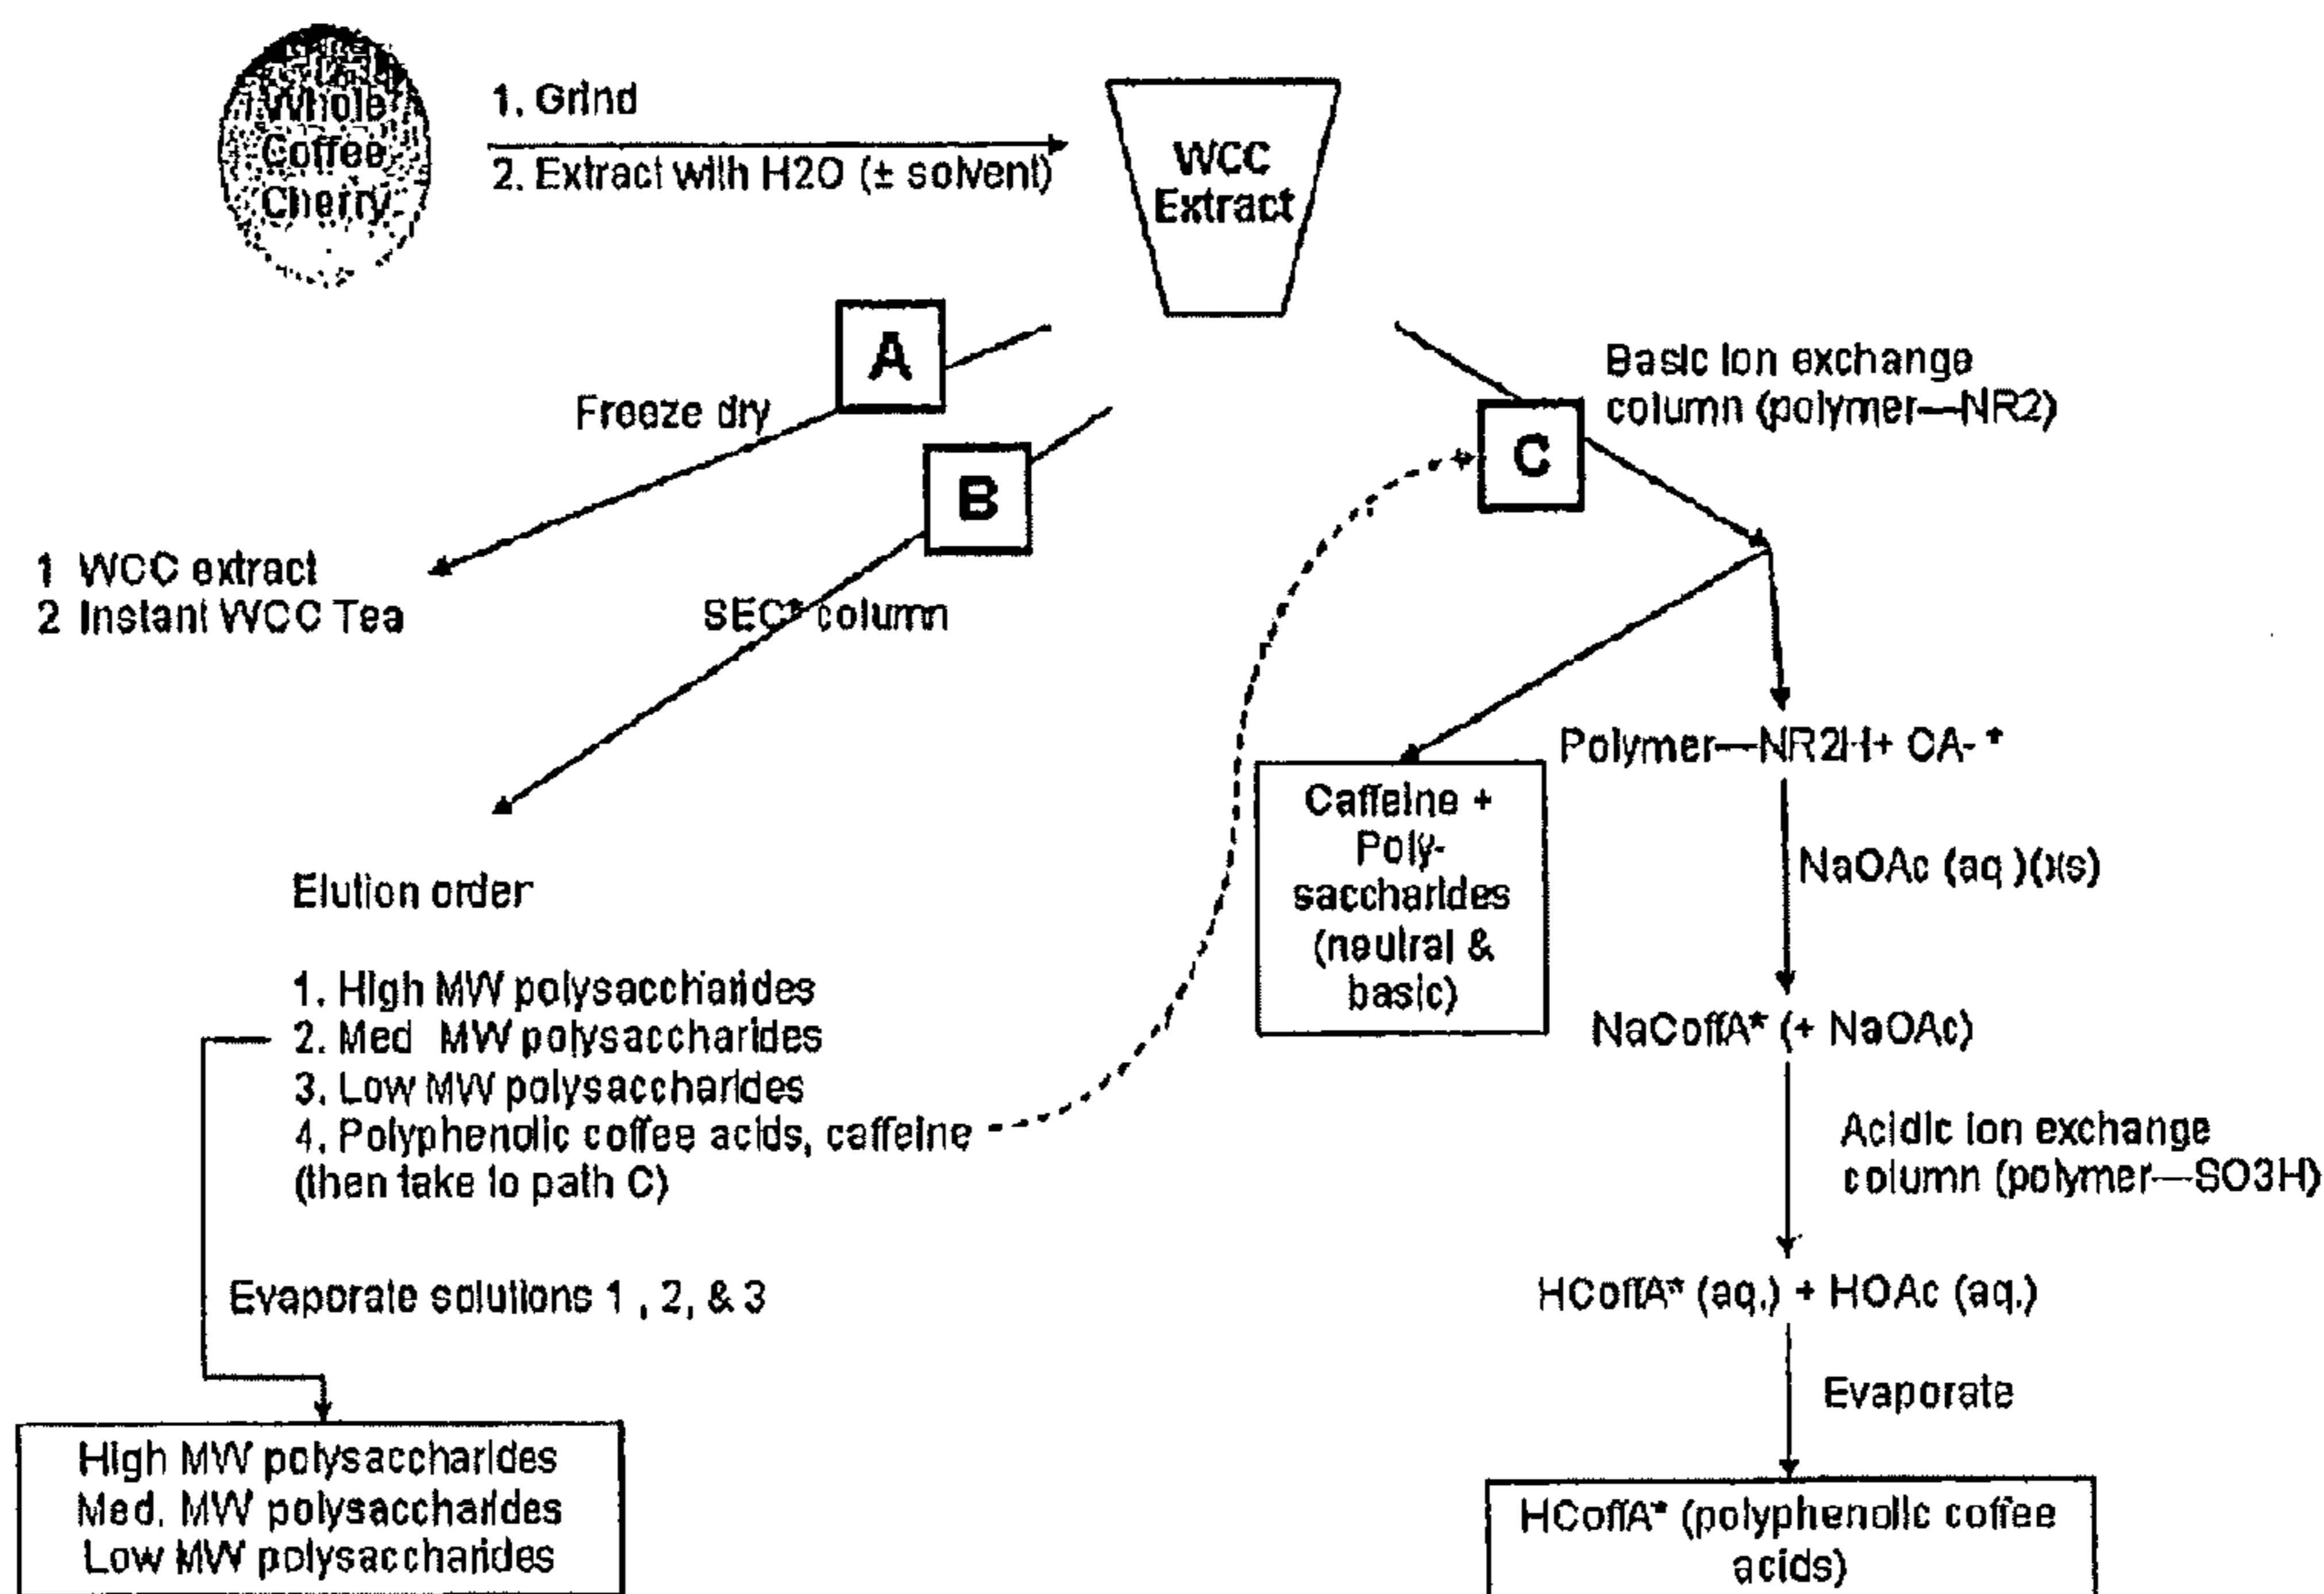 Whole
Coffee
Cherry
1. Grind
2. Extract with H2O (± solvent)
WCC
Extract
A
Freeze dry
B
C
Basic ion exchange
column (polymer—NR2)
1 WCC extract
2 Instant WCC Tea
SEC* column
Polymer—NR2H+ CA- *
Caffeine +
Poly-
saccharides
(neutral &
basic)
NaOAc (aq )(xs)
Elution order
1. High MW polysaccharides
2. Med MW polysaccharides
3. Low MW polysaccharides
4. Polyphenolic coffee acids, caffeine
(then take to path C)
NaCoffA* (+ NaOAc)
Acidic ion exchange
column (polymer—SO3H)
Evaporate solutions 1 , 2, & 3
HCoffA* (aq.) + HOAc (aq.)
Evaporate
High MW polysaccharides
Med. MW polysaccharides
Low MW polysaccharides
HCoffA* (polyphenolic coffee
acids)